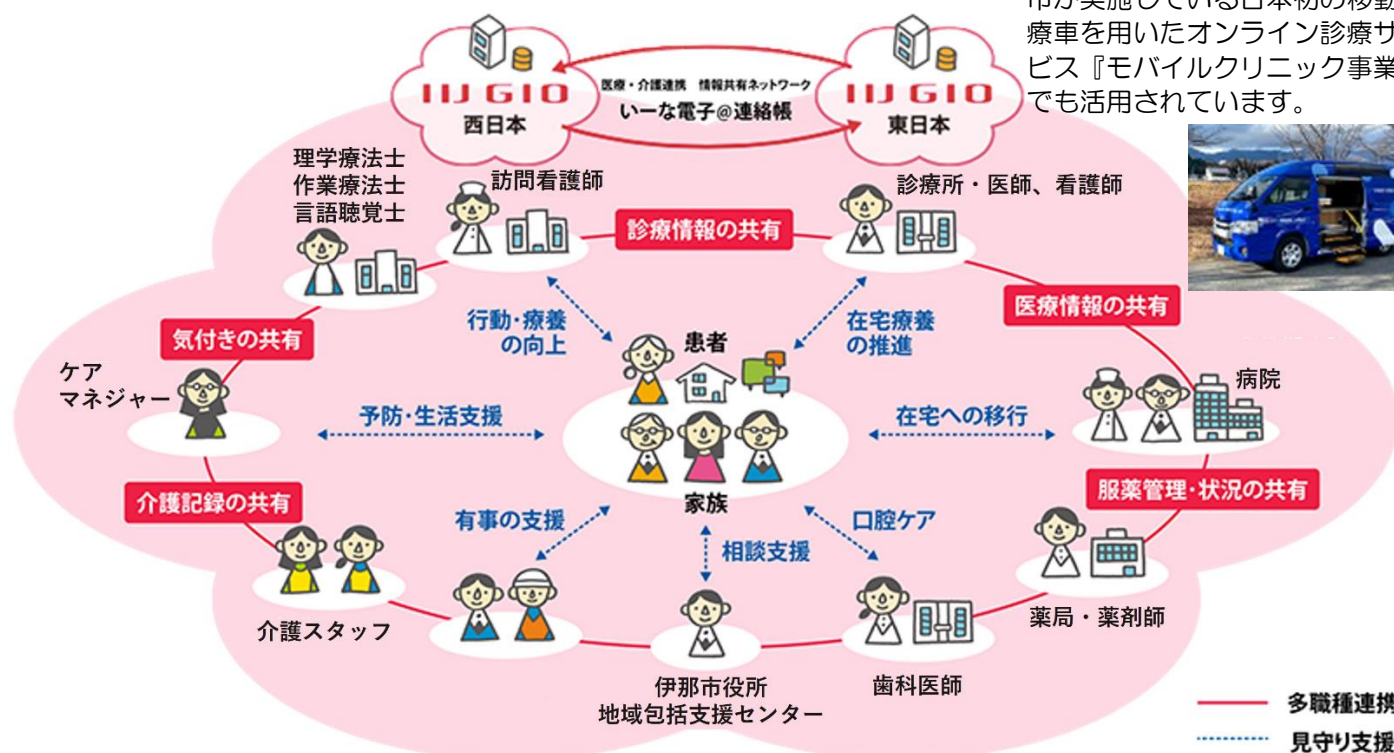 市が実施している日本初の移動
療車を用いたオンライン診療サ
ビス『モバイルクリニック事業
でも活用されています。
IIJ GIO
西日本
医療・介護連携 情報共有ネットワーク
いーな電子@連絡帳
IIJ GIO
東日本
理学療法士
作業療法士
言語聴覚士
訪問看護師
診療所・医師、看護師
診療情報の共有
医療情報の共有
気付きの共有
行動・療養
の向上
在宅療養
の推進
患者
ケア
マネジャー
病院
予防・生活支援
在宅への移行
介護記録の共有
家族
服薬管理・状況の共有
有事の支援
相談支援
口腔ケア
介護スタッフ
薬局・薬剤師
伊那市役所
地域包括支援センター
歯科医師
多職種連携
見守り支援